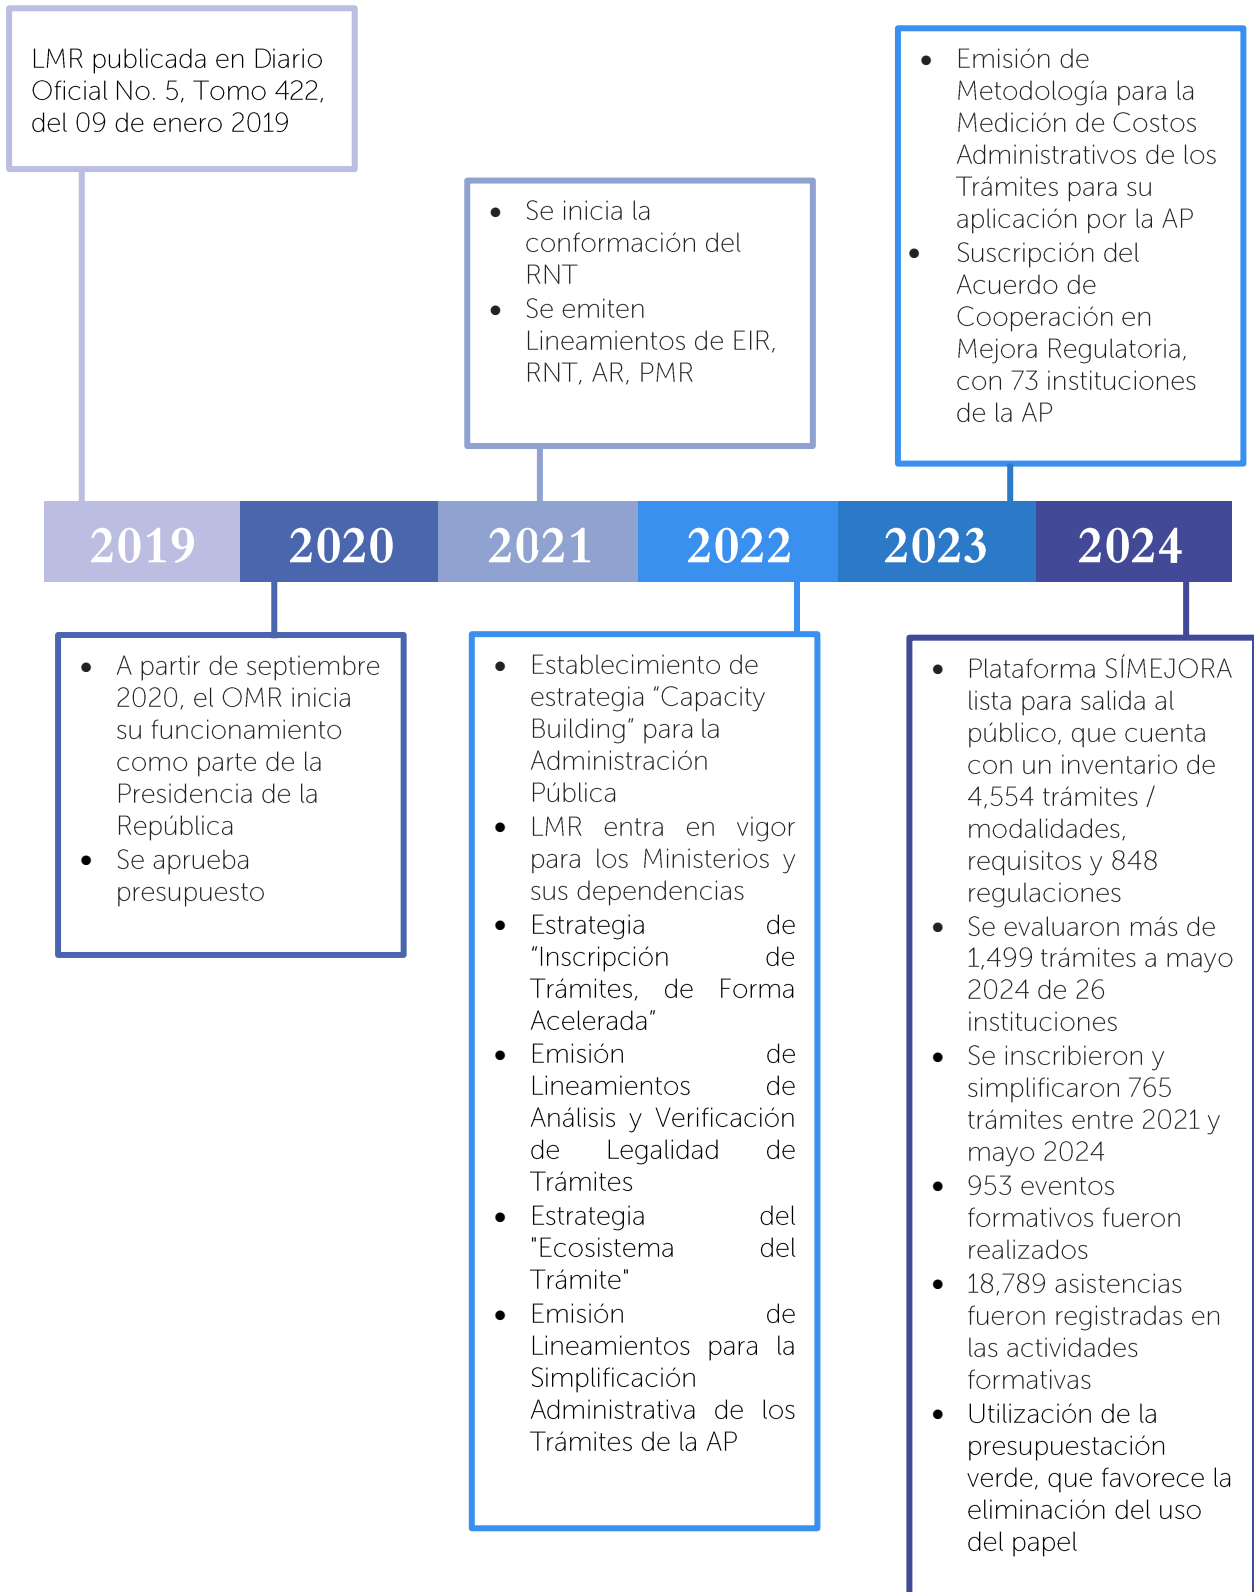 LMR publicada en Diario
Oficial No. 5, Tomo 422,
del 09 de enero 2019
• Se inicia la
conformación del
RNT
• Se emiten
Lineamientos de EIR,
RNT, AR, PMR
• Emisión de
Metodología para la
Medición de Costos
Administrativos de los
Trámites para su
aplicación por la AP
• Suscripción del
Acuerdo de
Cooperación en
Mejora Regulatoria,
con 73 instituciones
de la AP
2019 2020 2021 2022 2023 2024
• A partir de septiembre
2020, el OMR inicia
su funcionamiento
como parte de la
Presidencia de la
República
• Se aprueba
presupuesto
• Establecimiento de
estrategia “Capacity
Building” para la
Administración
Pública
• LMR entra en vigor
para los Ministerios y
sus dependencias
• Estrategia de
“Inscripción de
Trámites, de Forma
Acelerada”
• Emisión de
Lineamientos de
Análisis y Verificación
de Legalidad de
Trámites
• Estrategia del
"Ecosistema del
Trámite"
• Emisión de
Lineamientos para la
Simplificación
Administrativa de los
Trámites de la AP
• Plataforma SÍMEJORA
lista para salida al
público, que cuenta
con un inventario de
4,554 trámites /
modalidades,
requisitos y 848
regulaciones
• Se evaluaron más de
1,499 trámites a mayo
2024 de 26
instituciones
• Se inscribieron y
simplificaron 765
trámites entre 2021 y
mayo 2024
• 953 eventos
formativos fueron
realizados
• 18,789 asistencias
fueron registradas en
las actividades
formativas
• Utilización de la
presupuestación
verde, que favorece la
eliminación del uso
del papel